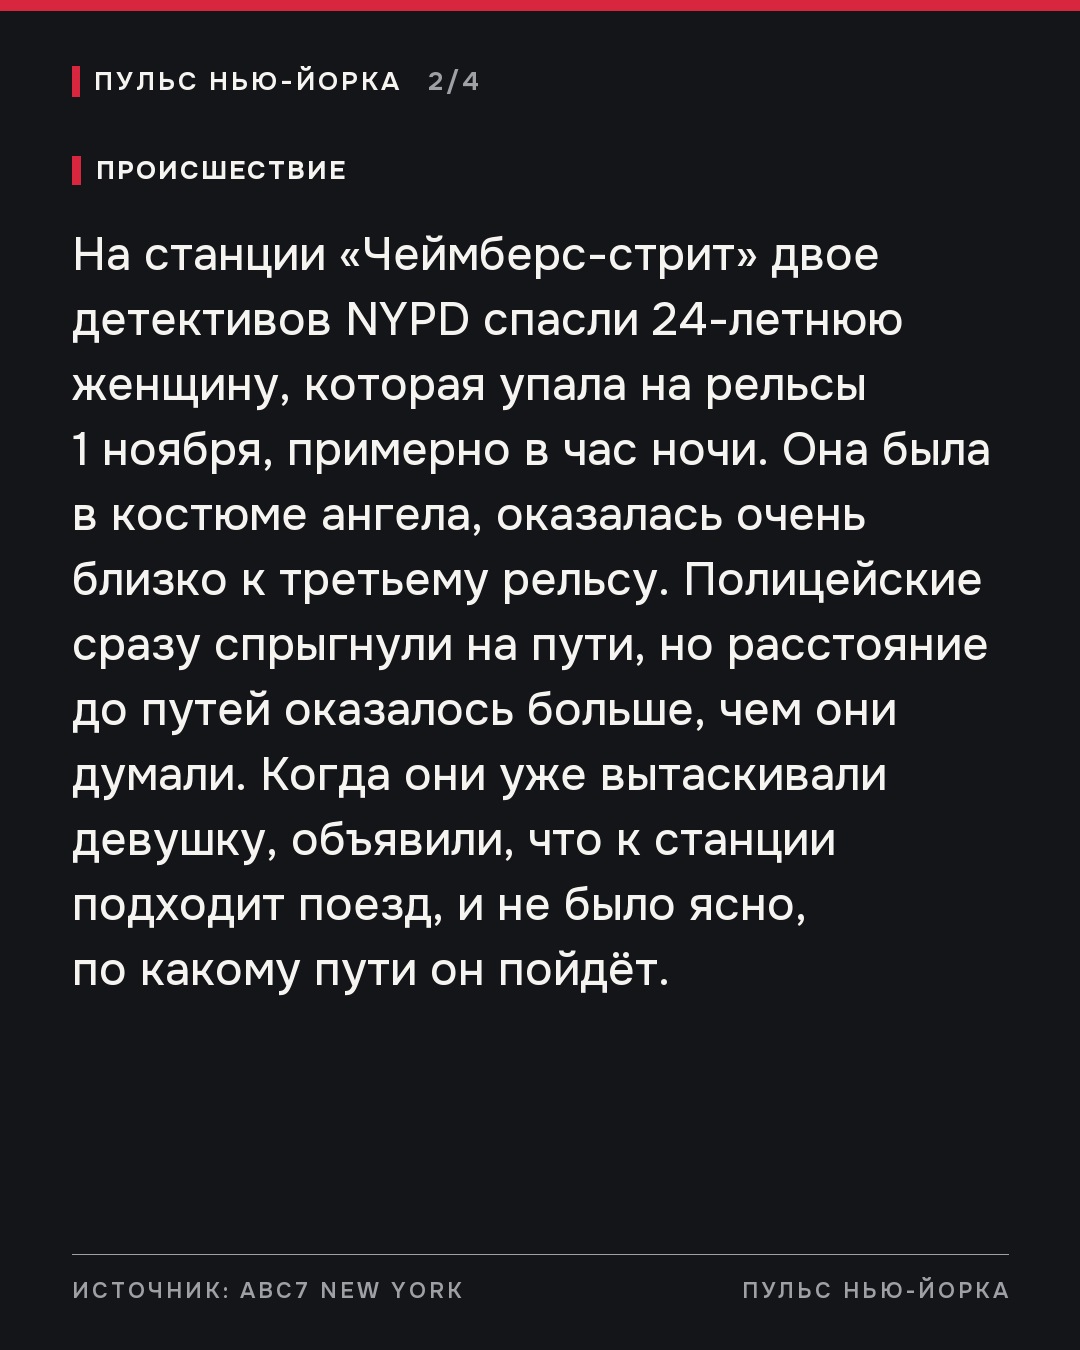 ПУЛЬС НЬЮ-ЙОРКА 2/4
ПРОИСШЕСТВИЕ
На станции «Чеймберс-стрит» двое
детективов NYPD спасли 24-летнюю
женщину, которая упала на рельсы
1 ноября, примерно в час ночи. Она была
в костюме ангела, оказалась очень
близко к третьему рельсу. Полицейские
сразу спрыгнули на пути, но расстояние
до путей оказалось больше, чем они
думали. Когда они уже вытаскивали
девушку, объявили, что к станции
подходит поезд, и не было ясно,
по какому пути он пойдёт.
ИСТОЧНИК: ABC7 NEW YORK ПУЛЬС НЬЮ-ЙОРКА